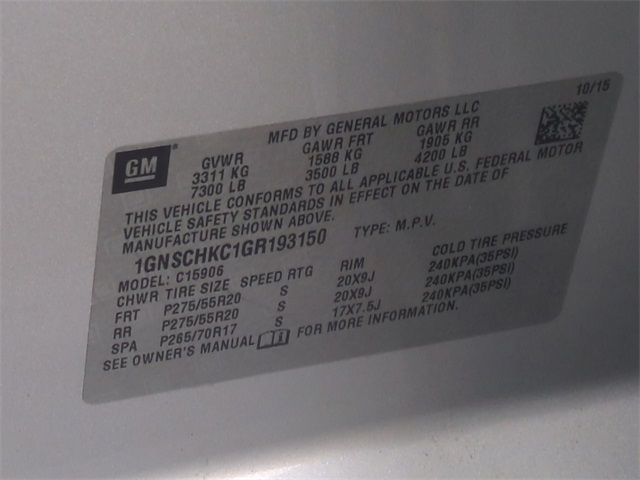 10/15
MFD BY GENERAL MOTORS LLC
GM
GVWR GAWR FRT GAWR RR
3311 KG 1588 KG 1905 KG
7300 LB 3500 LB 4200 LB
THIS VEHICLE CONFORMS TO ALL APPLICABLE U.S. FEDERAL MOTOR
VEHICLE SAFETY STANDARDS IN EFFECT ON THE DATE OF
MANUFACTURE SHOWN ABOVE.
1GNSCHKC1GR193150 TYPE: M.P.V.
MODEL: C15906
CHWR TIRE SIZE SPEED RTG RIM COLD TIRE PRESSURE
FRT P275/55R20 S 20X9J 240KPA(35PSI)
RR P275/55R20 S 20X9J 240KPA(35PSI)
SPA P265/70R17 S 17X7.5J 240KPA(35PSI)
SEE OWNER'S MANUAL FOR MORE INFORMATION.